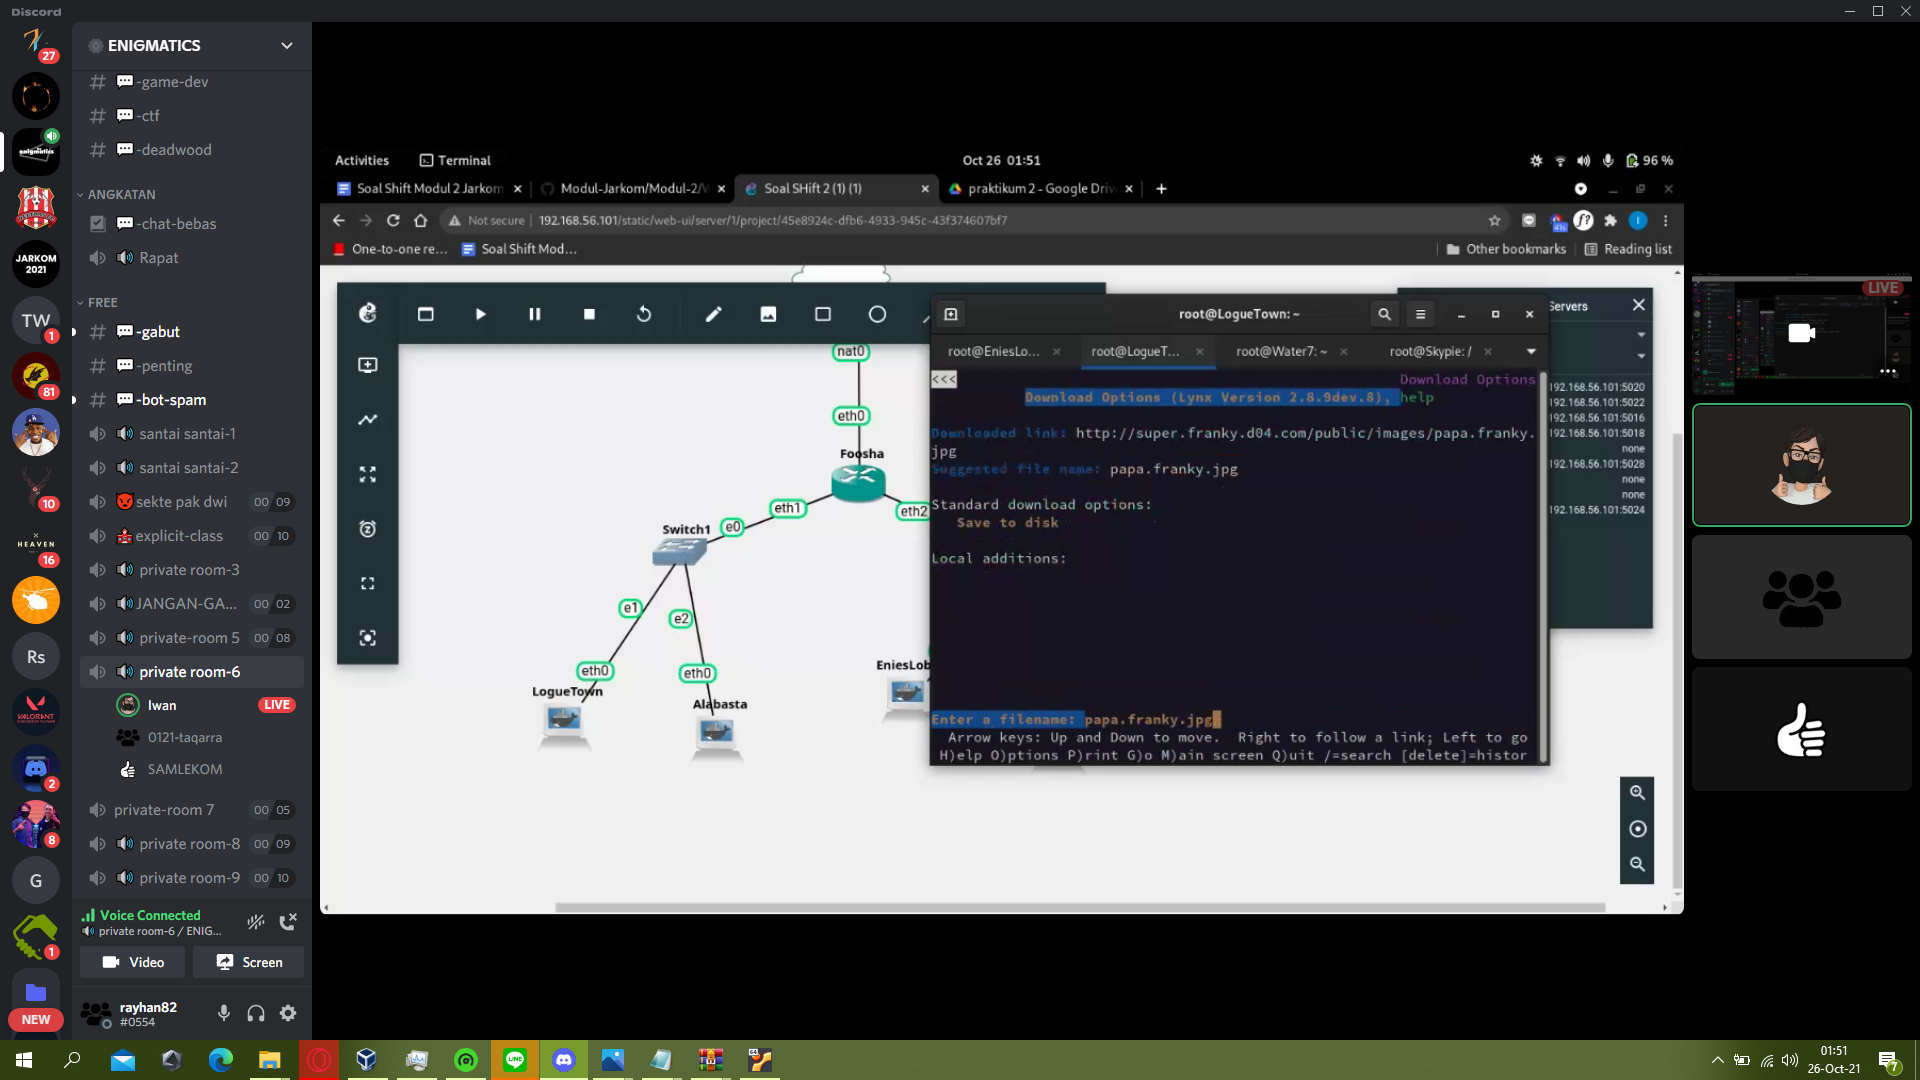 Discord
27
ENIGMATICS
-game-dev
-ctf
-deadwood
ANGKATAN
-chat-bebas
Rapat
FREE
-gabut
-penting
-bot-spam
santai santai-1
santai santai-2
sekte pak dwi 00 09
explicit-class 00 10
private room-3
JANGAN-GA... 00 02
private-room 5 00 08
private room-6
Iwan LIVE
0121-taqarra
SAMLEKOM
private-room 7 00 05
private room-8 00 09
private room-9 00 10
Voice Connected
private room-6 / ENIG...
Video
Screen
rayhan82
#0554
enigmatics
JARKOM
2021
TW
1
81
10
HEAVEN
16
Rs
VALORANT
2
8
G
1
NEW
Activities
Terminal
Oct 26 01:51
96 %
Soal Shift Modul 2 Jarkom
Modul-Jarkom/Modul-2/
Soal SHift 2 (1) (1)
praktikum 2 - Google Driv
Not secure
192.168.56.101/static/web-ui/server/1/project/45e8924c-dfb6-4933-945c-43f374607bf7
One-to-one re...
Soal Shift Mod...
Other bookmarks
Reading list
nat0
eth0
Foosha
eth1
eth2
Switch1
e0
e1
e2
eth0
eth0
LogueTown
Alabasta
EniesLob
root@LogueTown: ~
root@EniesLo...
root@LogueT...
root@Water7: ~
root@Skypie: /
<<<
Download Options
Download Options (Lynx Version 2.8.9dev.8), help
Downloaded link: http://super.franky.d04.com/public/images/papa.franky.
jpg
Suggested file name: papa.franky.jpg
Standard download options:
Save to disk
Local additions:
Enter a filename: papa.franky.jpg
Arrow keys: Up and Down to move. Right to follow a link; Left to go
H)elp O)ptions P)rint G)o M)ain screen Q)uit /=search [delete]=histor
Servers
192.168.56.101:5020
192.168.56.101:5022
192.168.56.101:5016
192.168.56.101:5018
none
192.168.56.101:5028
none
none
192.168.56.101:5024
LIVE
01:51
26-Oct-21
7